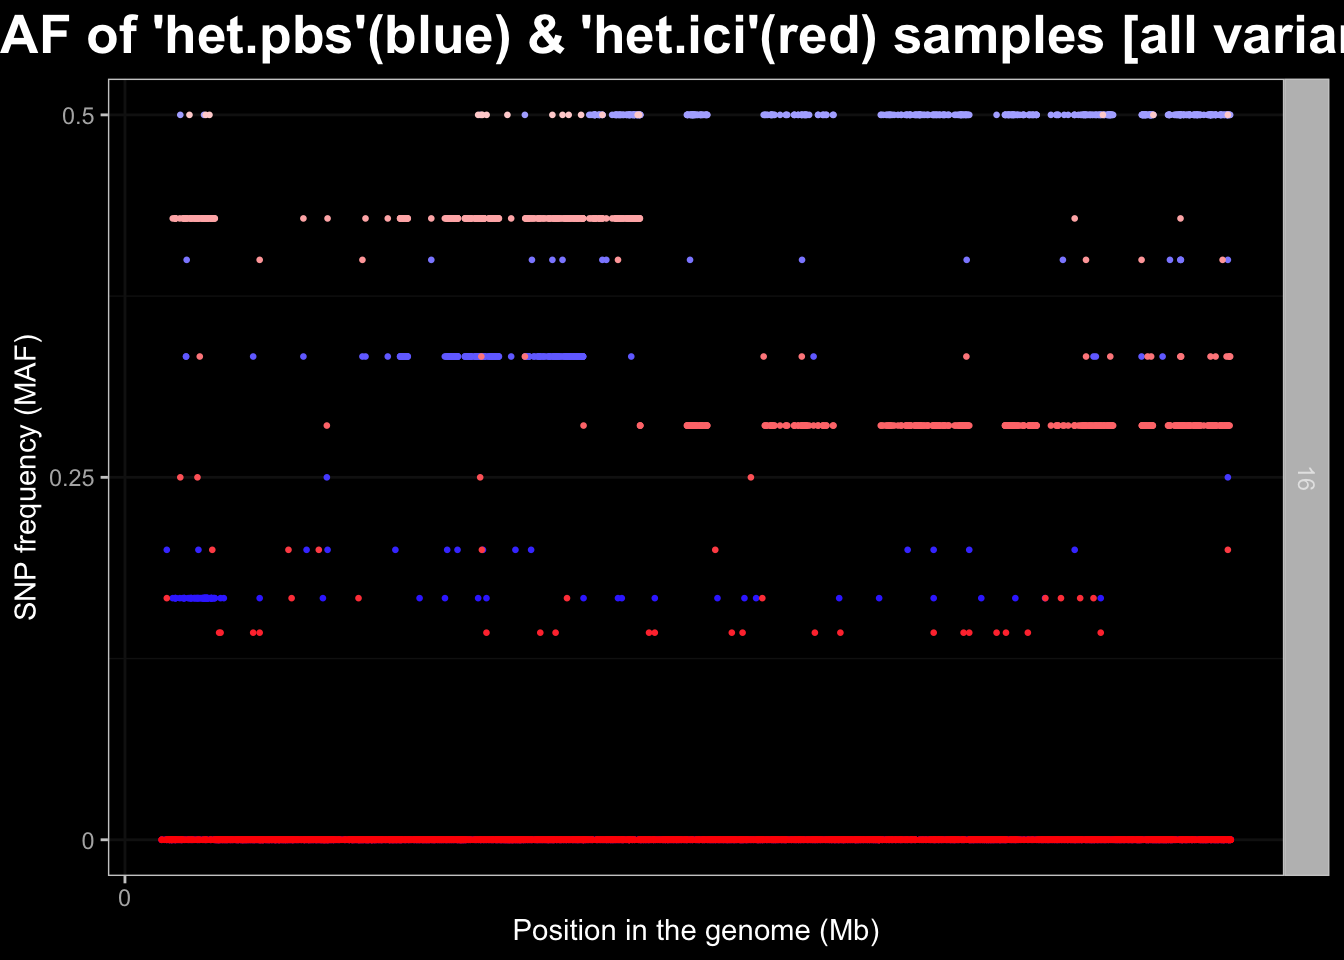 AF of 'het.pbs'(blue) & 'het.ici'(red) samples [all varia
0.5
0.25
0
0
SNP frequency (MAF)
Position in the genome (Mb)
16